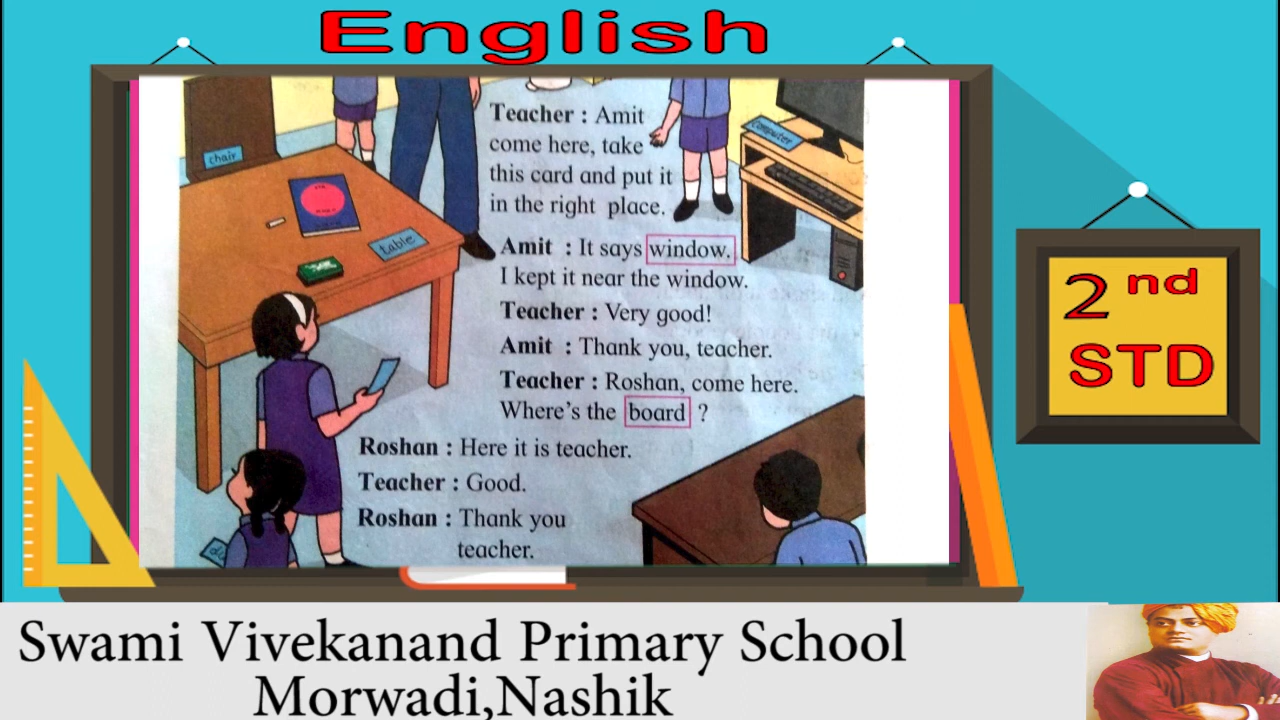 English
chair
table
computer
Teacher : Amit
come here, take
this card and put it
in the right place.
Amit : It says window.
I kept it near the window.
Teacher : Very good!
Amit : Thank you, teacher.
Teacher : Roshan, come here.
Where's the board ?
Roshan : Here it is teacher.
Teacher : Good.
Roshan : Thank you
teacher.
2nd
STD
Swami Vivekanand Primary School
Morwadi,Nashik